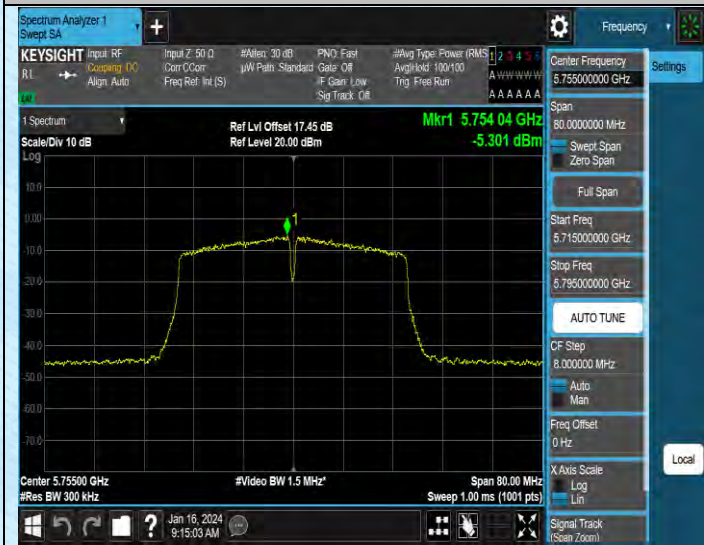 Spectrum Analyzer 1
Swept SA
+
Frequency
KEYSIGHT
RL
Input: RF
Coupling: DC
Align: Auto
Input Z: 50 Ω
Corr CCorr
Freq Ref: Int (S)
#Atten: 30 dB
µW Path: Standard
PNO: Fast
Gate: Off
IF Gain: Low
Sig Track: Off
#Avg Type: Power (RMS)
Avg|Hold: 100/100
Trig: Free Run
1 2 3 4 5 6
A W W W W W
A A A A A A
1 Spectrum
Scale/Div 10 dB
Log
Ref Lvl Offset 17.45 dB
Ref Level 20.00 dBm
Mkr1 5.754 04 GHz
-5.301 dBm
10.0
0.00
-10.0
-20.0
-30.0
-40.0
-50.0
-60.0
-70.0
1
Center 5.75500 GHz
#Res BW 300 kHz
#Video BW 1.5 MHz*
Span 80.00 MHz
Sweep 1.00 ms (1001 pts)
Jan 16, 2024
9:15:03 AM
?
Center Frequency
5.755000000 GHz
Settings
Span
80.0000000 MHz
Swept Span
Zero Span
Full Span
Start Freq
5.715000000 GHz
Stop Freq
5.795000000 GHz
AUTO TUNE
CF Step
8.000000 MHz
Auto
Man
Freq Offset
0 Hz
X Axis Scale
Log
Lin
Local
Signal Track
(Span Zoom)